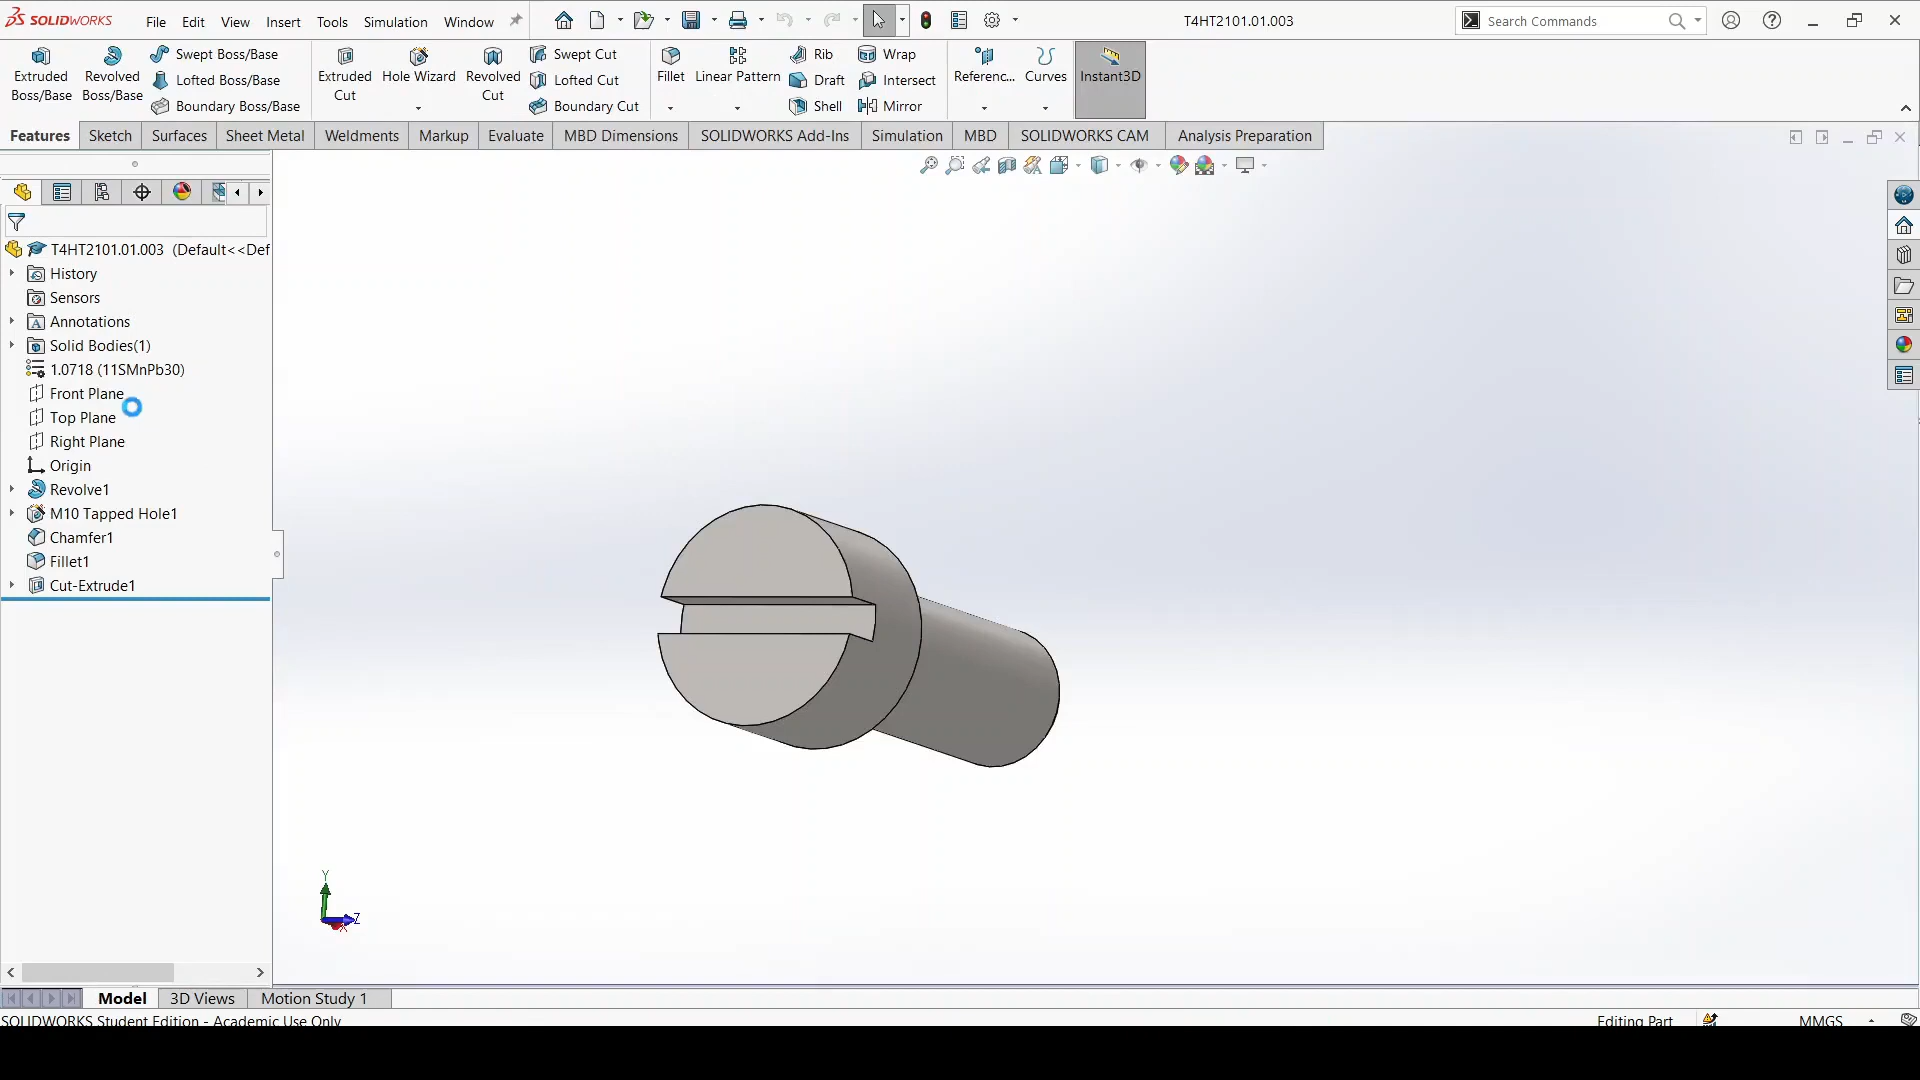 SOLIDWORKS File Edit View Insert Tools Simulation Window T4HT2101.01.003 Search Commands
Extruded Boss/Base
Revolved Boss/Base
Swept Boss/Base
Lofted Boss/Base
Boundary Boss/Base
Extruded Cut
Hole Wizard
Revolved Cut
Swept Cut
Lofted Cut
Boundary Cut
Fillet
Linear Pattern
Rib
Draft
Shell
Wrap
Intersect
Mirror
Referenc...
Curves
Instant3D
Features Sketch Surfaces Sheet Metal Weldments Markup Evaluate MBD Dimensions SOLIDWORKS Add-Ins Simulation MBD SOLIDWORKS CAM Analysis Preparation
T4HT2101.01.003 (Default<<Def
History
Sensors
Annotations
Solid Bodies(1)
1.0718 (11SMnPb30)
Front Plane
Top Plane
Right Plane
Origin
Revolve1
M10 Tapped Hole1
Chamfer1
Fillet1
Cut-Extrude1
Y
Z
X
Model 3D Views Motion Study 1
SOLIDWORKS Student Edition - Academic Use Only Editing Part MMGS